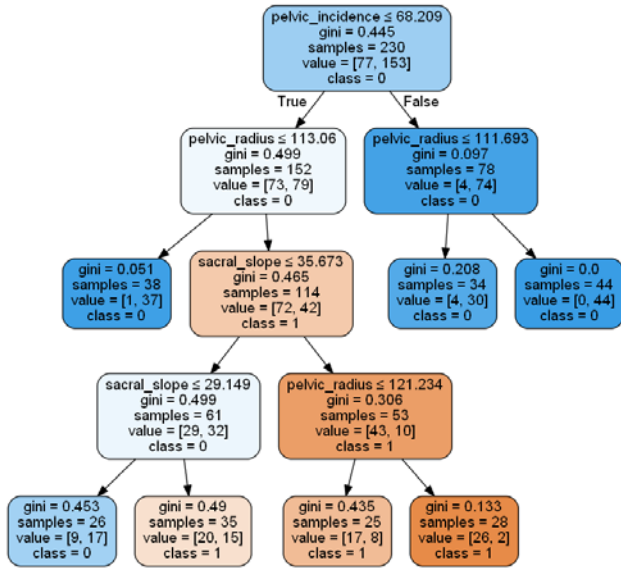 pelvic_incidence ≤ 68.209
gini = 0.445
samples = 230
value = [77, 153]
class = 0
True
False
pelvic_radius ≤ 113.06
gini = 0.499
samples = 152
value = [73, 79]
class = 0
pelvic_radius ≤ 111.693
gini = 0.097
samples = 78
value = [4, 74]
class = 0
gini = 0.051
samples = 38
value = [1, 37]
class = 0
sacral_slope ≤ 35.673
gini = 0.465
samples = 114
value = [72, 42]
class = 1
gini = 0.208
samples = 34
value = [4, 30]
class = 0
gini = 0.0
samples = 44
value = [0, 44]
class = 0
sacral_slope ≤ 29.149
gini = 0.499
samples = 61
value = [29, 32]
class = 0
pelvic_radius ≤ 121.234
gini = 0.306
samples = 53
value = [43, 10]
class = 1
gini = 0.453
samples = 26
value = [9, 17]
class = 0
gini = 0.49
samples = 35
value = [20, 15]
class = 1
gini = 0.435
samples = 25
value = [17, 8]
class = 1
gini = 0.133
samples = 28
value = [26, 2]
class = 1